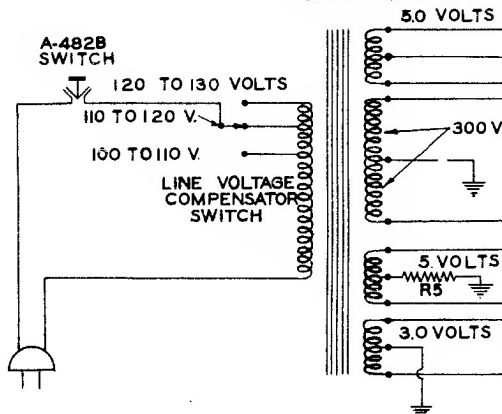 5.0 VOLTS
A-482B
SWITCH
120 TO 130 VOLTS
110 TO 120 V.
300 V
100 TO 110 V.
LINE VOLTAGE
COMPENSATOR
SWITCH
5. VOLTS
R5
3.0 VOLTS